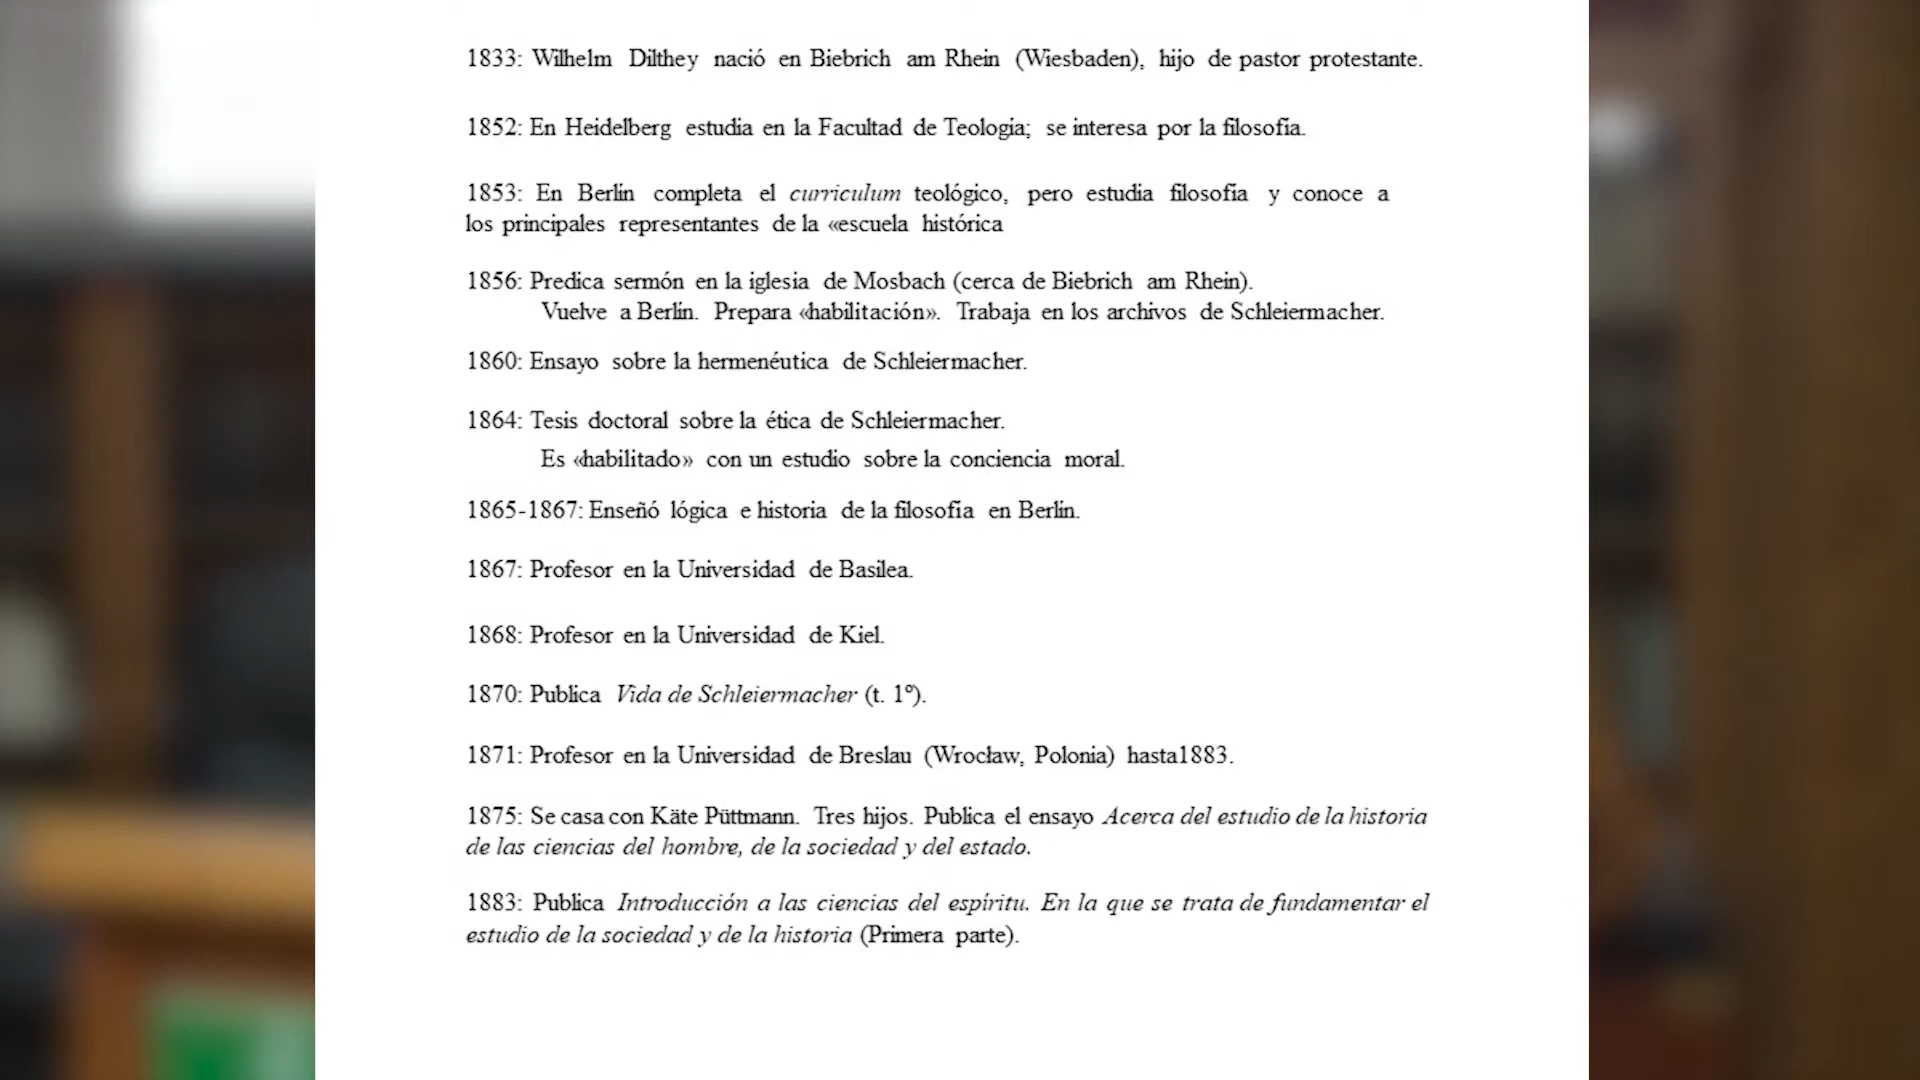 1833: Wilhelm Dilthey nació en Biebrich am Rhein (Wiesbaden), hijo de pastor protestante.
1852: En Heidelberg estudia en la Facultad de Teología; se interesa por la filosofía.
1853: En Berlín completa el curriculum teológico, pero estudia filosofía y conoce a
los principales representantes de la «escuela histórica
1856: Predica sermón en la iglesia de Mosbach (cerca de Biebrich am Rhein).
Vuelve a Berlín. Prepara «habilitación». Trabaja en los archivos de Schleiermacher.
1860: Ensayo sobre la hermenéutica de Schleiermacher.
1864: Tesis doctoral sobre la ética de Schleiermacher.
Es «habilitado» con un estudio sobre la conciencia moral.
1865-1867: Enseñó lógica e historia de la filosofía en Berlín.
1867: Profesor en la Universidad de Basilea.
1868: Profesor en la Universidad de Kiel.
1870: Publica Vida de Schleiermacher (t. 1º).
1871: Profesor en la Universidad de Breslau (Wrocław, Polonia) hasta1883.
1875: Se casa con Käte Püttmann. Tres hijos. Publica el ensayo Acerca del estudio de la historia
de las ciencias del hombre, de la sociedad y del estado.
1883: Publica Introducción a las ciencias del espíritu. En la que se trata de fundamentar el
estudio de la sociedad y de la historia (Primera parte).